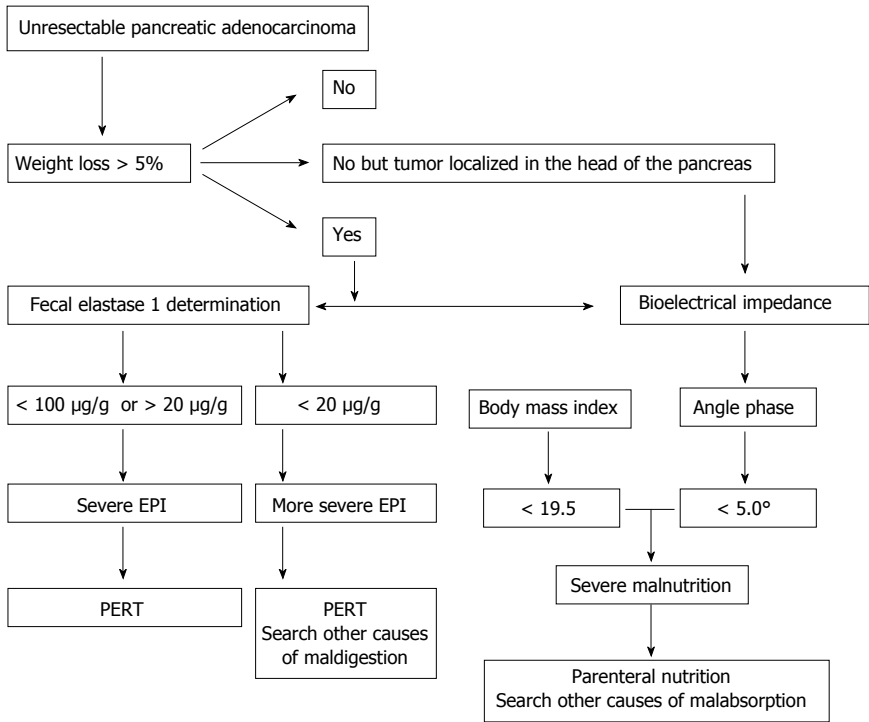 Unresectable pancreatic adenocarcinoma
No
Weight loss > 5%
No but tumor localized in the head of the pancreas
Yes
Fecal elastase 1 determination
Bioelectrical impedance
< 100 µg/g or > 20 µg/g
< 20 µg/g
Body mass index
Angle phase
Severe EPI
More severe EPI
< 19.5
< 5.0°
Severe malnutrition
PERT
PERT
Search other causes
of maldigestion
Parenteral nutrition
Search other causes of malabsorption